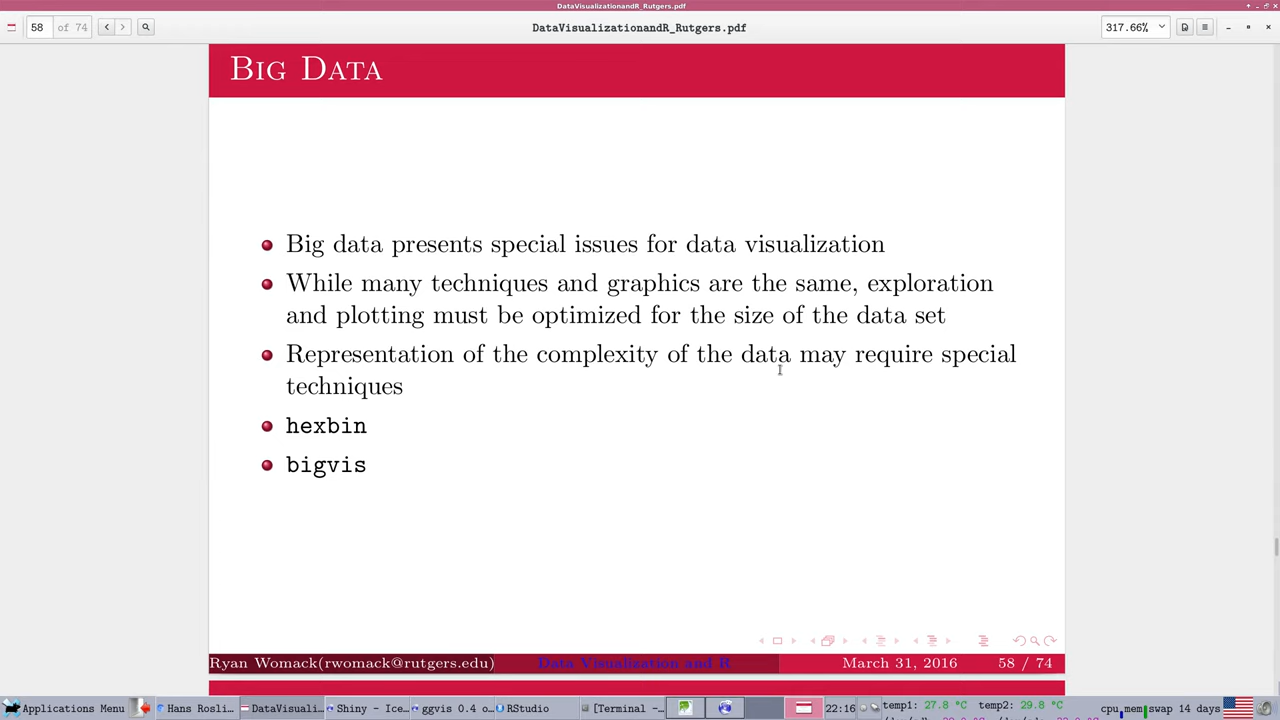 DataVisualizationandR_Rutgers.pdf
58 of 74
DataVisualizationandR_Rutgers.pdf
317.66%
BIG DATA
Big data presents special issues for data visualization
While many techniques and graphics are the same, exploration
and plotting must be optimized for the size of the data set
Representation of the complexity of the data may require special
techniques
hexbin
bigvis
Ryan Womack(rwomack@rutgers.edu) Data Visualization and R March 31, 2016 58 / 74
Applications Menu Hans Rosli... DataVisuali... Shiny - Ice... ggvis 0.4 o... RStudio [Terminal -... 22:16 temp1: 27.8 °C temp2: 29.8 °C cpu mem swap 14 days